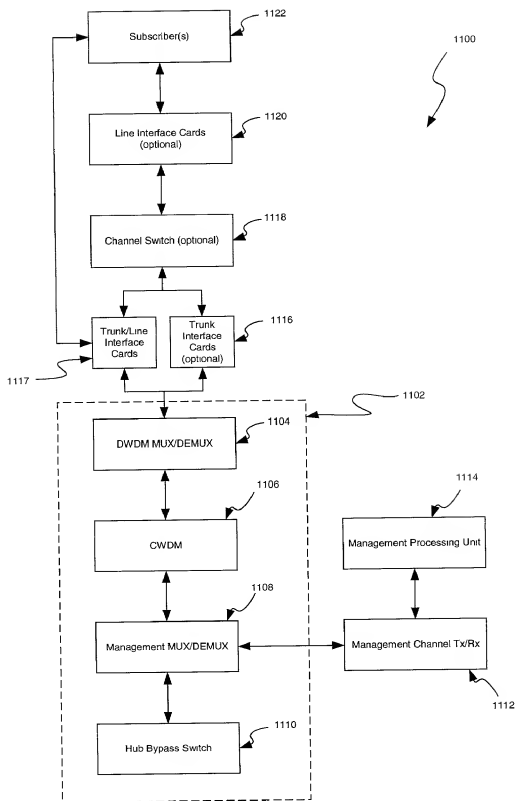 1122
Subscriber(s)
1100
1120
Line Interface Cards
(optional)
1118
Channel Switch (optional)
1116
Trunk/Line
Interface
Cards
Trunk
Interface
Cards
(optional)
1117
1102
1104
DWDM MUX/DEMUX
1106
1114
CWDM
Management Processing Unit
1108
Management MUX/DEMUX
Management Channel Tx/Rx
1112
1110
Hub Bypass Switch